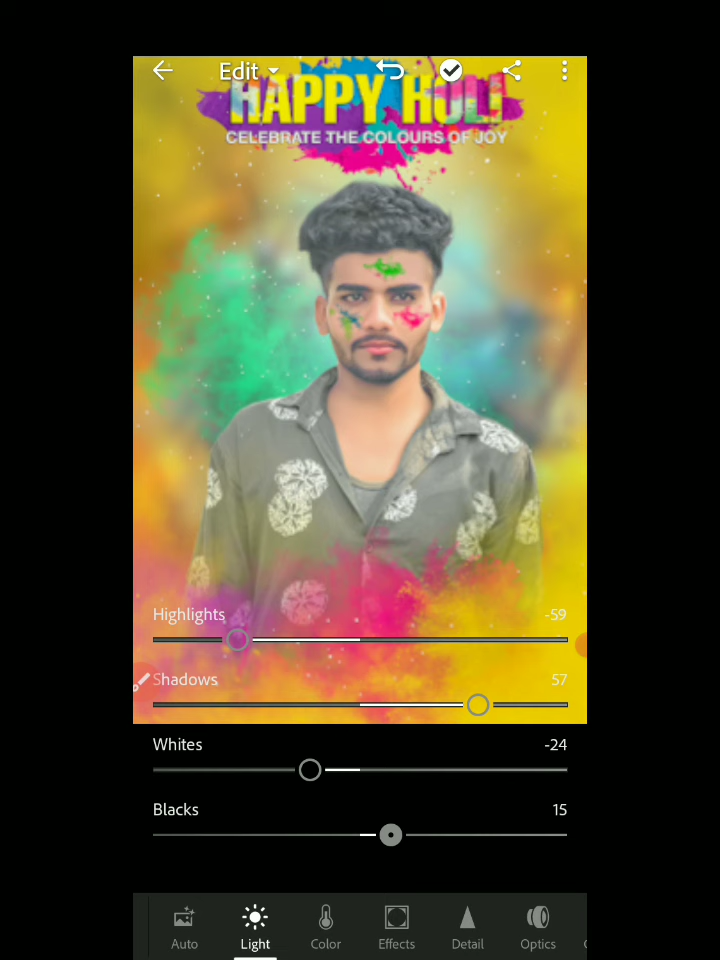 Edit
HAPPY HOLI
CELEBRATE THE COLOURS OF JOY
Highlights -59
Shadows 57
Whites -24
Blacks 15
Auto Light Color Effects Detail Optics